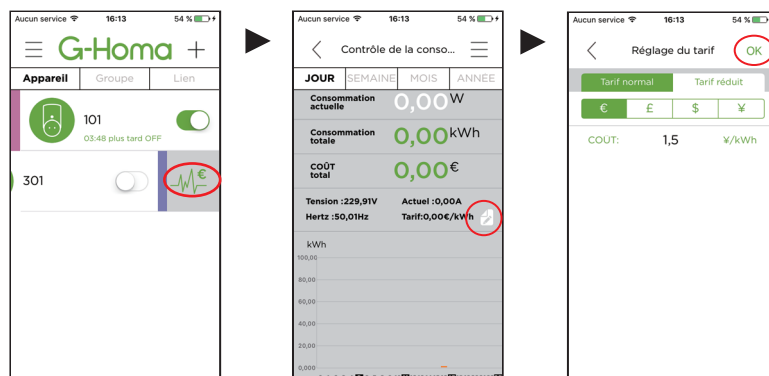 Aucun service 16:13 54 %
G-Homa +
Appareil Groupe Lien
101
03:48 plus tard OFF
301
€
Aucun service 16:13 54 %
Contrôle de la conso...
JOUR SEMAINE MOIS ANNÉE
Consommation actuelle 0,00 W
Consommation totale 0,00 kWh
COÛT total 0,00 €
Tension :229,91V Actuel :0,00A
Hertz :50,01Hz Tarif:0,00€/kWh
kWh
100,00
80,00
60,00
40,00
20,00
0,000
Aucun service 16:13 54 %
Réglage du tarif OK
Tarif normal Tarif réduit
€ £ $ ¥
COÛT: 1,5 ¥/kWh